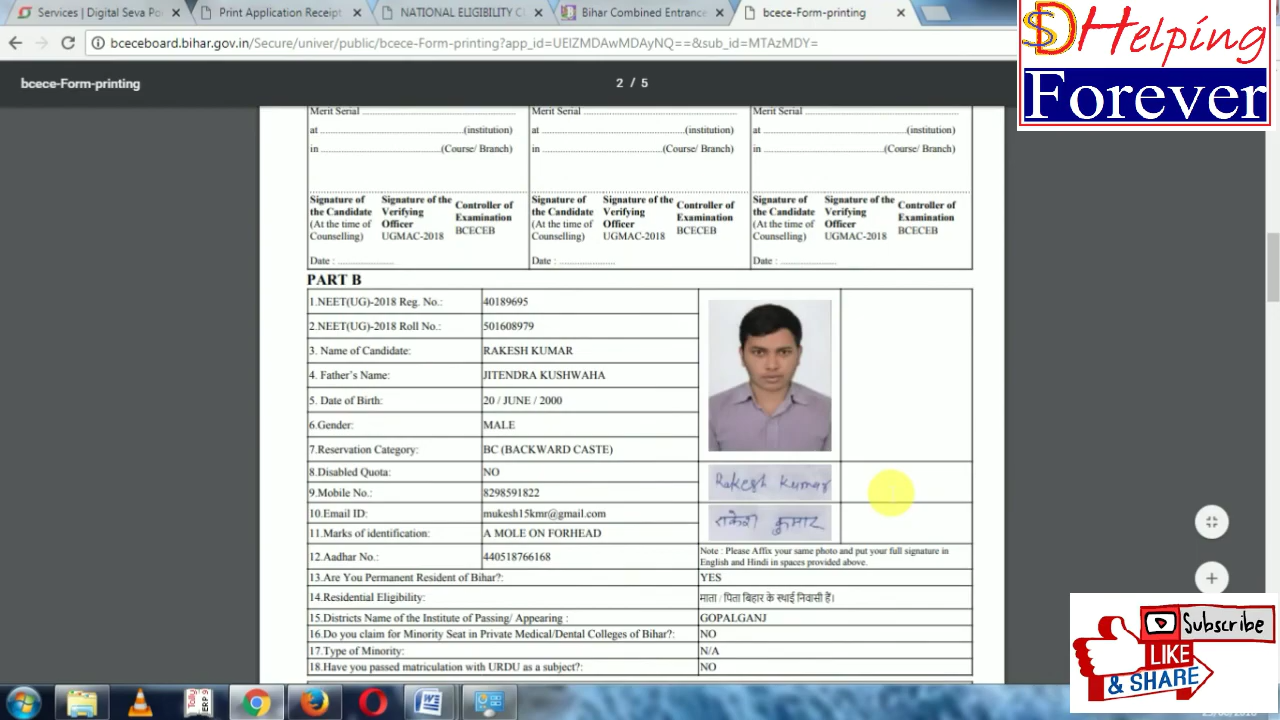 Services | Digital Seva Po
Print Application Receipt
NATIONAL ELIGIBILITY C
Bihar Combined Entrance
bcece-Form-printing
bceceboard.bihar.gov.in/Secure/univer/public/bcece-Form-printing?app_id=UEIZMDAwMDAyNQ==&sub_id=MTAzMDY=
SDHelping
Forever
bcece-Form-printing
2 / 5
Merit Serial Merit Serial Merit Serial
at (institution) at (institution) at (institution)
in (Course/ Branch) in (Course/ Branch) in (Course/ Branch)
Signature of the Candidate (At the time of Counselling)
Signature of the Verifying Officer UGMAC-2018
Controller of Examination BCECEB
Signature of the Candidate (At the time of Counselling)
Signature of the Verifying Officer UGMAC-2018
Controller of Examination BCECEB
Signature of the Candidate (At the time of Counselling)
Signature of the Verifying Officer UGMAC-2018
Controller of Examination BCECEB
Date : Date : Date :
PART B
1.NEET(UG)-2018 Reg. No.: 40189695
2.NEET(UG)-2018 Roll No.: 501608979
3. Name of Candidate: RAKESH KUMAR
4. Father's Name: JITENDRA KUSHWAHA
5. Date of Birth: 20 / JUNE / 2000
6.Gender: MALE
7.Reservation Category: BC (BACKWARD CASTE)
8.Disabled Quota: NO
Rakesh Kumar
9.Mobile No.: 8298591822
10.Email ID: mukesh15kmr@gmail.com
राकेश कुमार
11.Marks of identification: A MOLE ON FORHEAD
12.Aadhar No.: 440518766168
Note : Please Affix your same photo and put your full signature in
English and Hindi in spaces provided above.
13.Are You Permanent Resident of Bihar?: YES
14.Residential Eligibility: माता / पिता बिहार के स्थाई निवासी हैं।
15.Districts Name of the Institute of Passing/ Appearing : GOPALGANJ
16.Do you claim for Minority Seat in Private Medical/Dental Colleges of Bihar?: NO
17.Type of Minority: N/A
18.Have you passed matriculation with URDU as a subject?: NO
Subscribe
LIKE
& SHARE